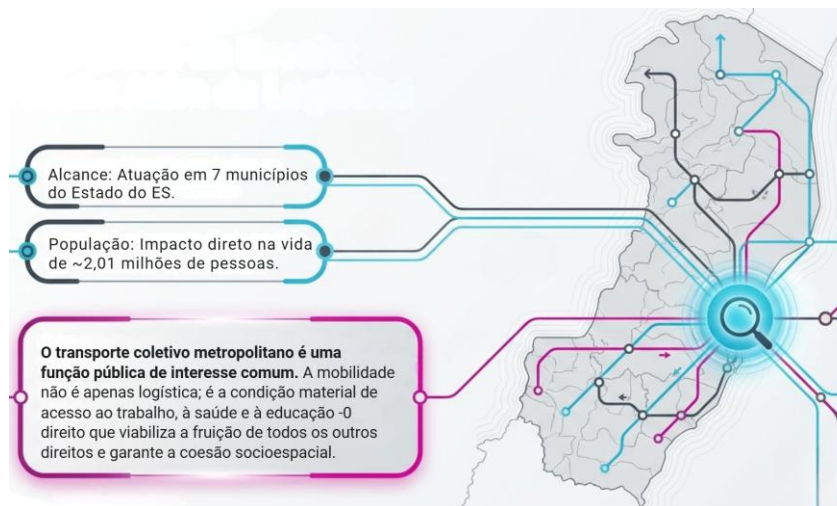 Alcance: Atuação em 7 municípios
do Estado do ES.
População: Impacto direto na vida
de ~2,01 milhões de pessoas.
O transporte coletivo metropolitano é uma
função pública de interesse comum. A mobilidade
não é apenas logística; é a condição material de
acesso ao trabalho, à saúde e à educação -0
direito que viabiliza a fruição de todos os outros
direitos e garante a coesão socioespacial.